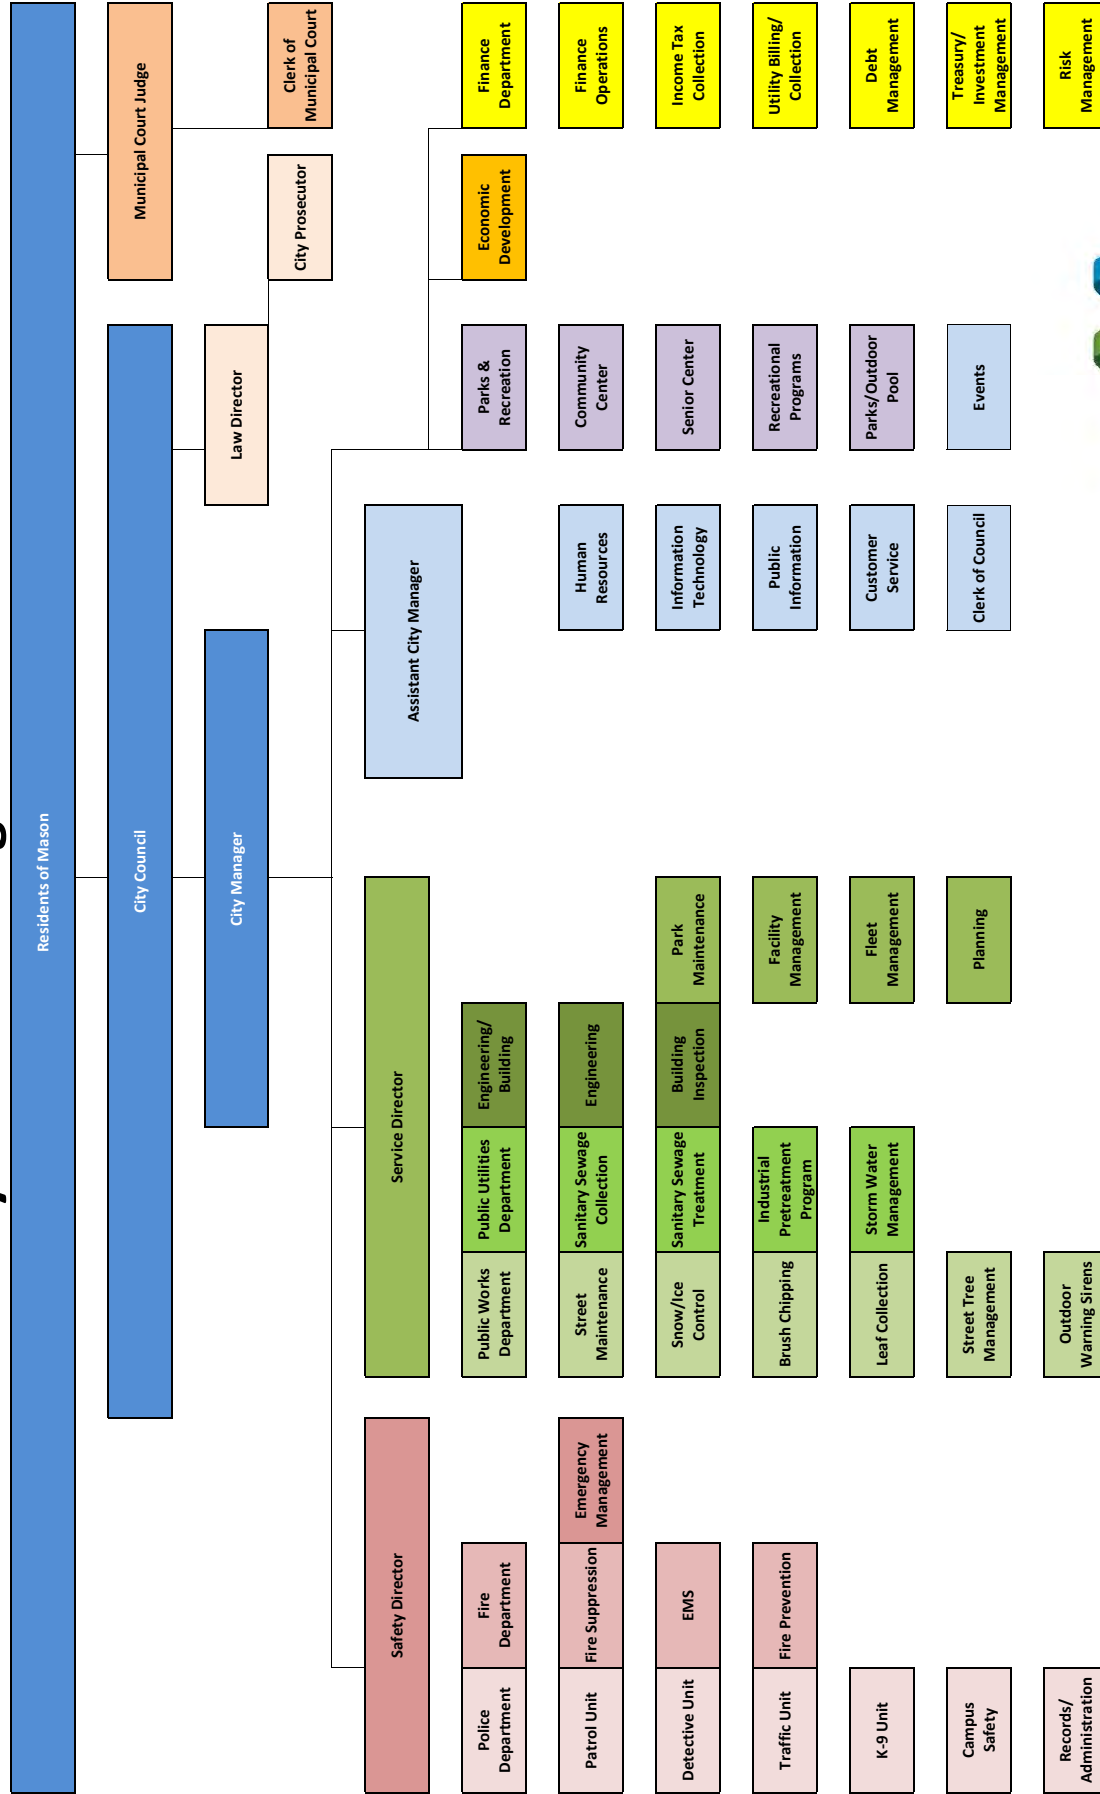 Residents of Mason
City Council
Municipal Court Judge
City Manager
Law Director
City Prosecutor
Clerk of
Municipal Court
Safety Director
Service Director
Assistant City Manager
Police
Department
Fire
Department
Public Works
Department
Public Utilities
Department
Engineering/
Building
Parks &
Recreation
Economic
Development
Finance
Department
Patrol Unit
Fire Suppression
Emergency
Management
Street
Maintenance
Sanitary Sewage
Collection
Engineering
Human
Resources
Community
Center
Finance
Operations
Detective Unit
EMS
Snow/Ice
Control
Sanitary Sewage
Treatment
Building
Inspection
Park
Maintenance
Information
Technology
Senior Center
Income Tax
Collection
Traffic Unit
Fire Prevention
Brush Chipping
Industrial
Pretreatment
Program
Facility
Management
Public
Information
Recreational
Programs
Utility Billing/
Collection
K-9 Unit
Leaf Collection
Storm Water
Management
Fleet
Management
Customer
Service
Parks/Outdoor
Pool
Debt
Management
Campus
Safety
Street Tree
Management
Planning
Clerk of Council
Events
Treasury/
Investment
Management
Records/
Administration
Outdoor
Warning Sirens
Risk
Management